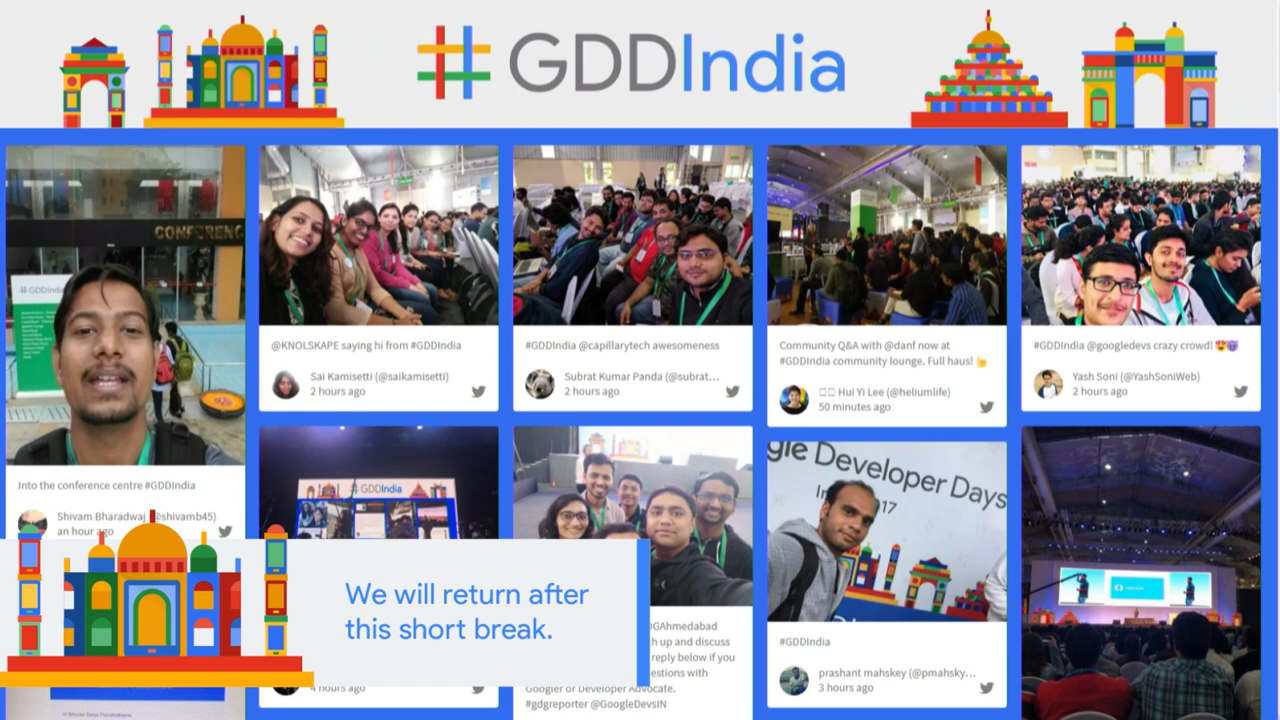 #GDDIndia
CONFERENC
#GDDIndia
Into the conference centre #GDDIndia
Shivam Bharadwaj (@shivamb45)
an hour ago
@KNOLSKAPE saying hi from #GDDIndia
Sai Kamisetti (@saikamisetti)
2 hours ago
#GDDIndia @capillarytech awesomeness
Subrat Kumar Panda (@subrat...
2 hours ago
Community Q&A with @danf now at
#GDDIndia community lounge. Full haus! 👍
Hui Yi Lee (@heliumlife)
50 minutes ago
#GDDIndia @googledevs crazy crowd! 😍😈
Yash Soni (@YashSoniWeb)
2 hours ago
#GDDIndia
4 hours ago
We will return after
this short break.
OGAhmedabad
ch up and discuss
reply below if you
estions with
Googler or Developer Advocate.
#gdgreporter @GoogleDevsIN
gle Developer Days
17
#GDDIndia
prashant mahskey (@pmahsky...
3 hours ago